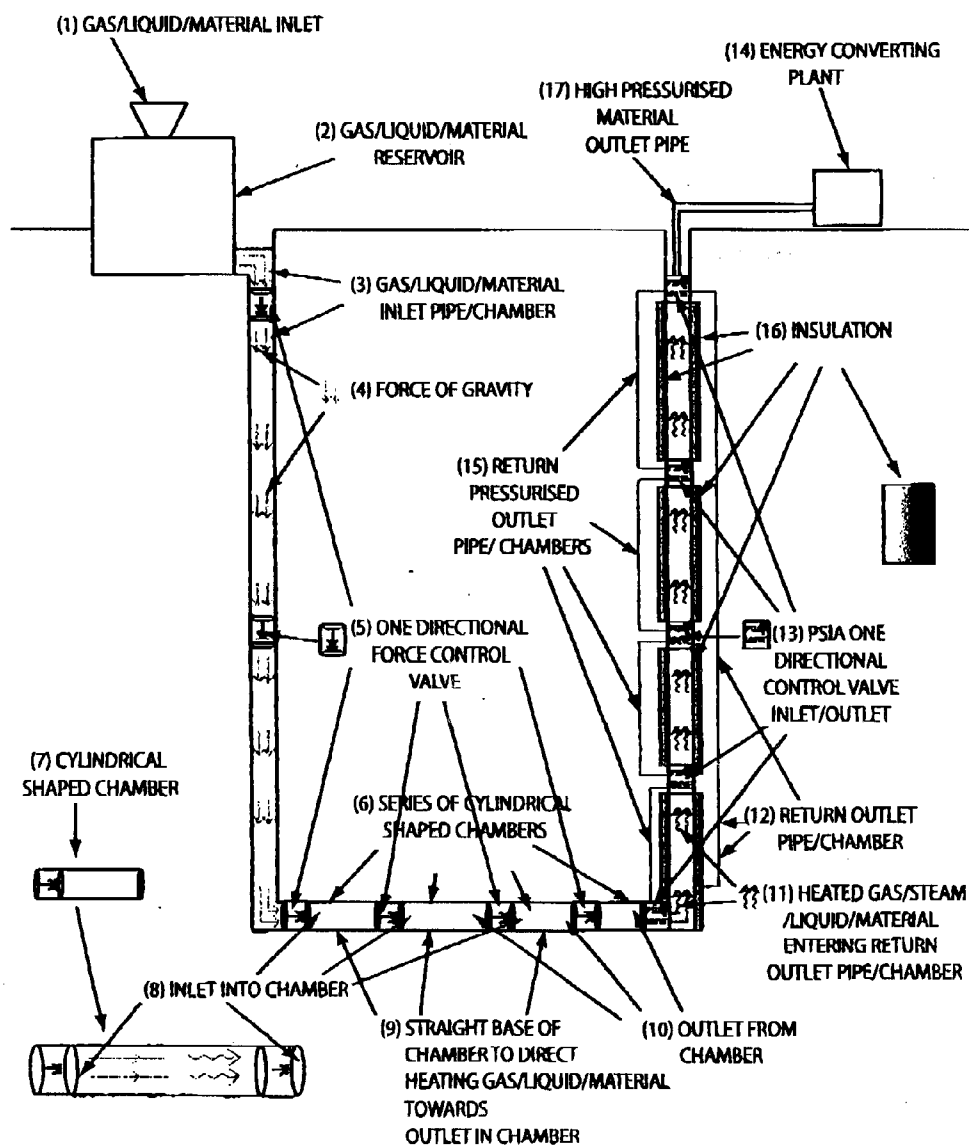 (1) GAS/LIQUID/MATERIAL INLET
(2) GAS/LIQUID/MATERIAL
RESERVOIR
(3) GAS/LIQUID/MATERIAL
INLET PIPE/CHAMBER
(4) FORCE OF GRAVITY
(5) ONE DIRECTIONAL
FORCE CONTROL
VALVE
(6) SERIES OF CYLINDRICAL
SHAPED CHAMBERS
(7) CYLINDRICAL
SHAPED CHAMBER
(8) INLET INTO CHAMBER
(9) STRAIGHT BASE OF
CHAMBER TO DIRECT
HEATING GAS/LIQUID/MATERIAL
TOWARDS
OUTLET IN CHAMBER
(10) OUTLET FROM
CHAMBER
(11) HEATED GAS/STEAM
/LIQUID/MATERIAL
ENTERING RETURN
OUTLET PIPE/CHAMBER
(12) RETURN OUTLET
PIPE/CHAMBER
(13) PSIA ONE
DIRECTIONAL
CONTROL VALVE
INLET/OUTLET
(14) ENERGY CONVERTING
PLANT
(15) RETURN
PRESSURISED
OUTLET
PIPE/ CHAMBERS
(16) INSULATION
(17) HIGH PRESSURISED
MATERIAL
OUTLET PIPE